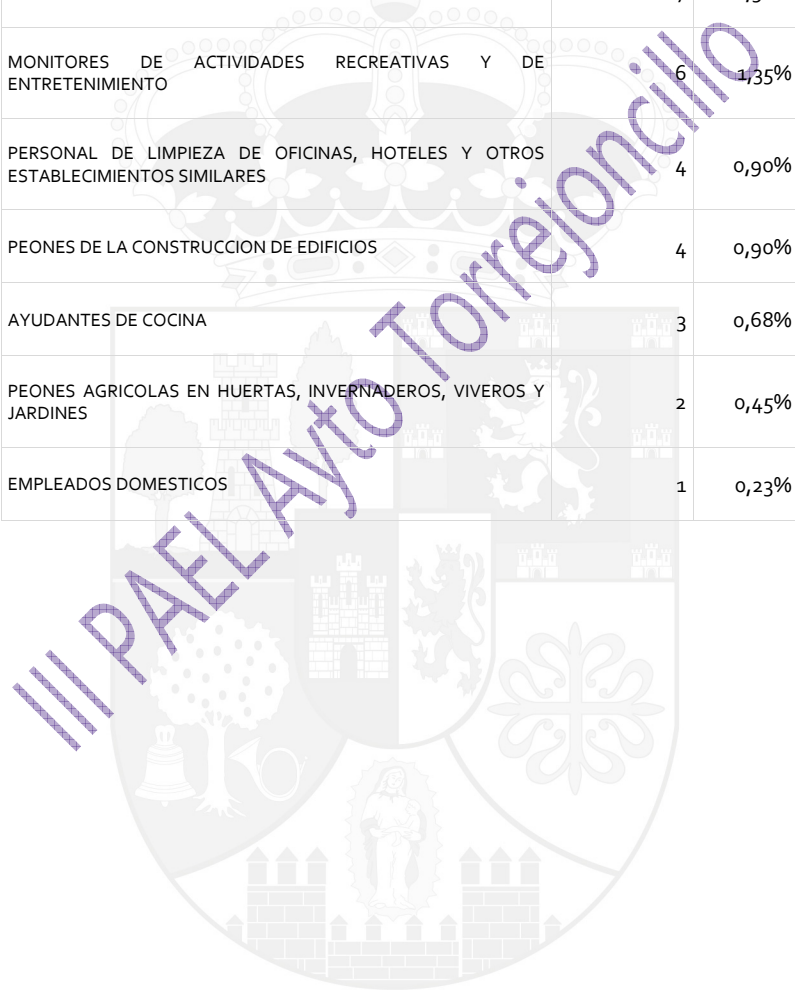 MONITORES DE ACTIVIDADES RECREATIVAS Y DE
ENTRETENIMIENTO 6 1,35%
PERSONAL DE LIMPIEZA DE OFICINAS, HOTELES Y OTROS
ESTABLECIMIENTOS SIMILARES 4 0,90%
PEONES DE LA CONSTRUCCION DE EDIFICIOS 4 0,90%
AYUDANTES DE COCINA 3 0,68%
PEONES AGRICOLAS EN HUERTAS, INVERNADEROS, VIVEROS Y
JARDINES 2 0,45%
EMPLEADOS DOMESTICOS 1 0,23%
IIII PAEL Ayto Torrejoncillo